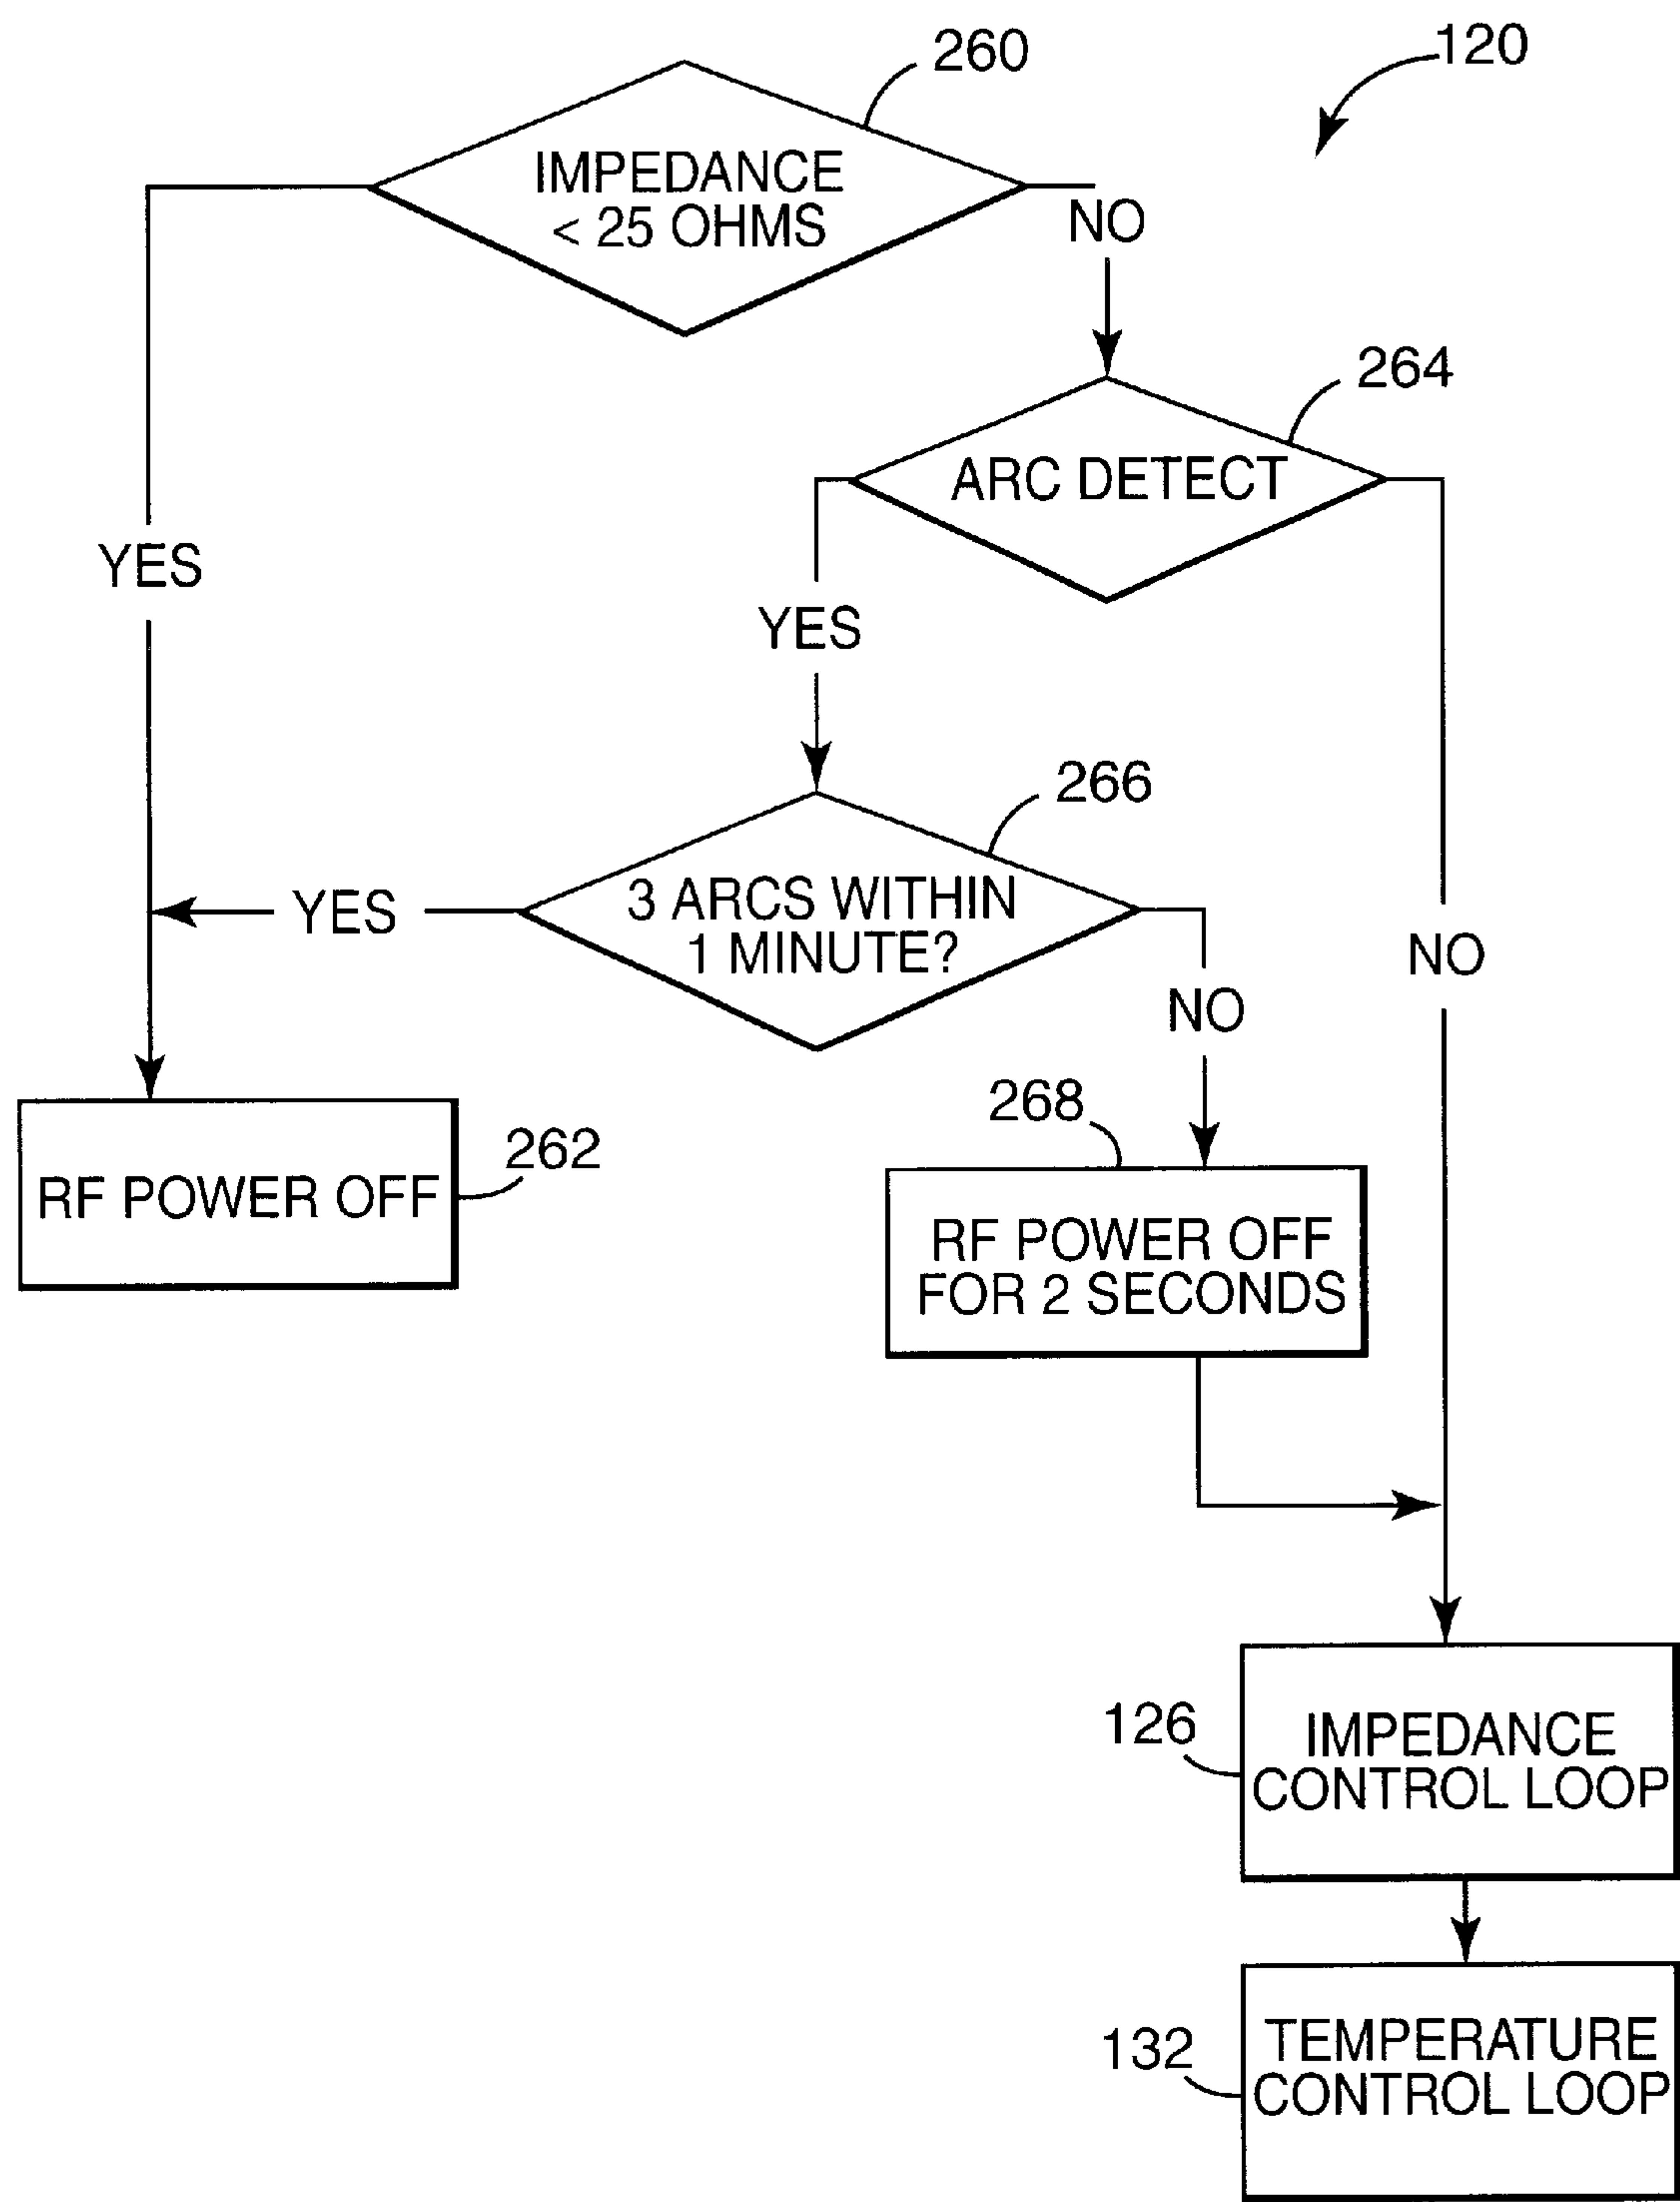 260
120
IMPEDANCE
< 25 OHMS
NO
264
ARC DETECT
YES
YES
266
3 ARCS WITHIN
1 MINUTE?
YES
NO
NO
268
262
RF POWER OFF
RF POWER OFF
FOR 2 SECONDS
126
IMPEDANCE
CONTROL LOOP
132
TEMPERATURE
CONTROL LOOP